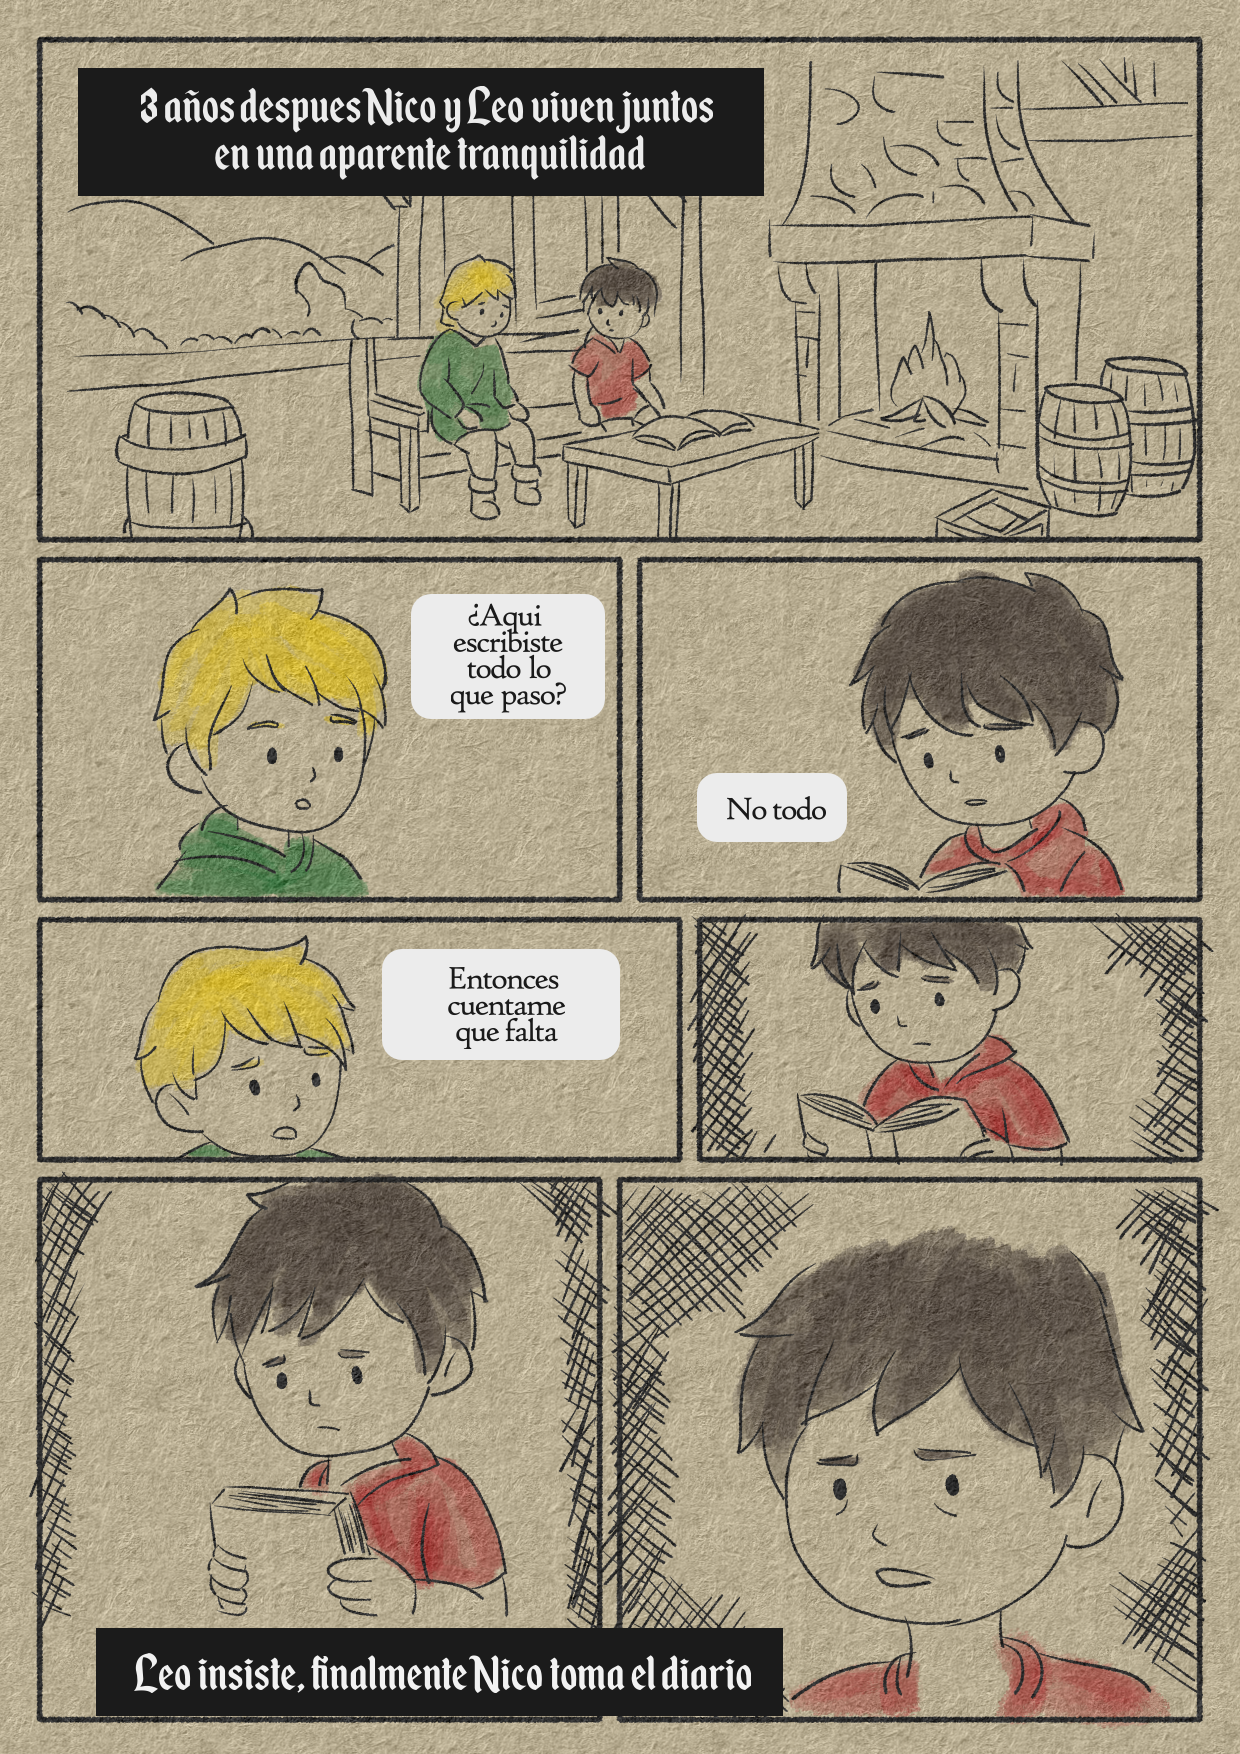 3 años despues Nico y Leo viven juntos
en una aparente tranquilidad
¿Aqui
escribiste
todo lo
que paso?
No todo
Entonces
cuentame
que falta
Leo insiste, finalmente Nico toma el diario